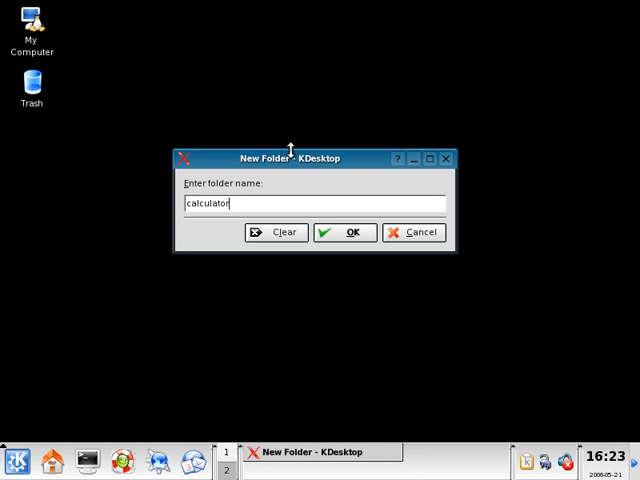 My
Computer
Trash
New Folder - KDesktop
?
Enter folder name:
calculator
Clear
OK
Cancel
1
2
New Folder - KDesktop
16:23
2008-05-21